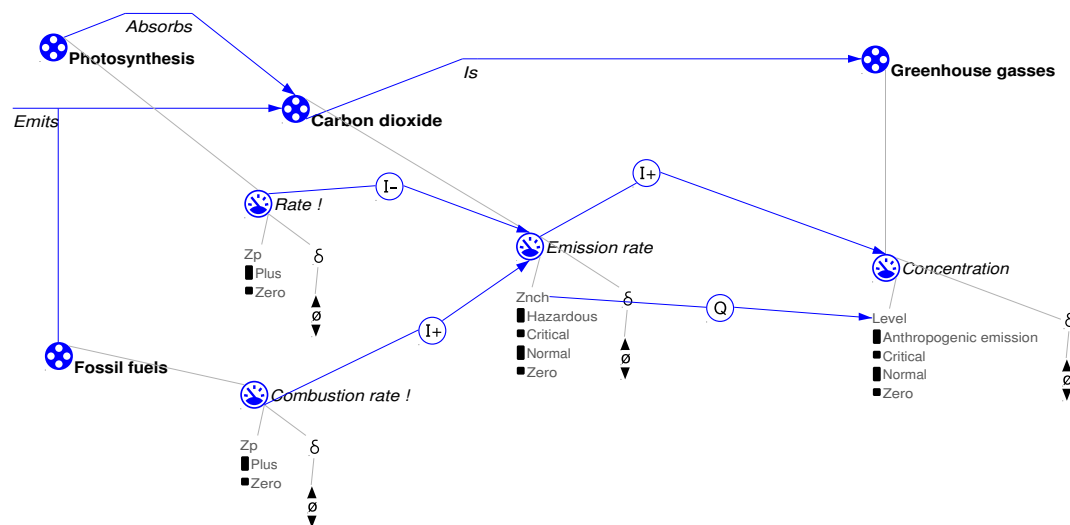 Absorbs
Photosynthesis
Is
Greenhouse gasses
Emits
Carbon dioxide
I-
I+
Rate !
Emission rate
Concentration
Zp
δ
Plus
Zero
ø
Znch
δ
Hazardous
Critical
Normal
Zero
ø
Q
Level
δ
Anthropogenic emission
Critical
Normal
Zero
ø
I+
Fossil fuels
Combustion rate !
Zp
δ
Plus
Zero
ø